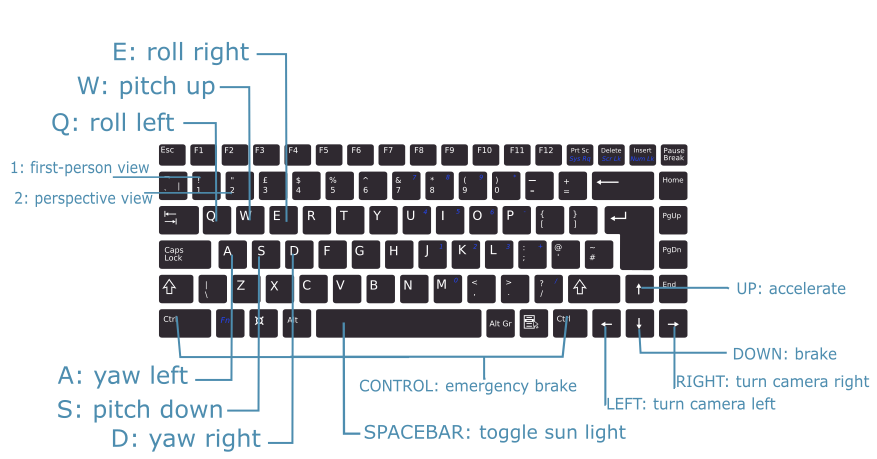 E: roll right
W: pitch up
Q: roll left
Esc F1 F2 F3 F4 F5 F6 F7 F8 F9 F10 F11 F12 Prt Sc Delete Insert Pause
Break
1: first-person view
! " £ $ % ^ & * ( ) — + Home
1 2 3 4 5 6 7 8 9 0 - =
2: perspective view
Q W E R T Y U I O P { } PgUp
[ ]
Caps Lock A S D F G H J K L : @ ~ PgDn
; ' #
| Z X C V B N M < > ? End
\ , . /
UP: accelerate
Ctrl Alt Alt Gr Ctrl
DOWN: brake
A: yaw left
CONTROL: emergency brake
RIGHT: turn camera right
S: pitch down
LEFT: turn camera left
D: yaw right
SPACEBAR: toggle sun light